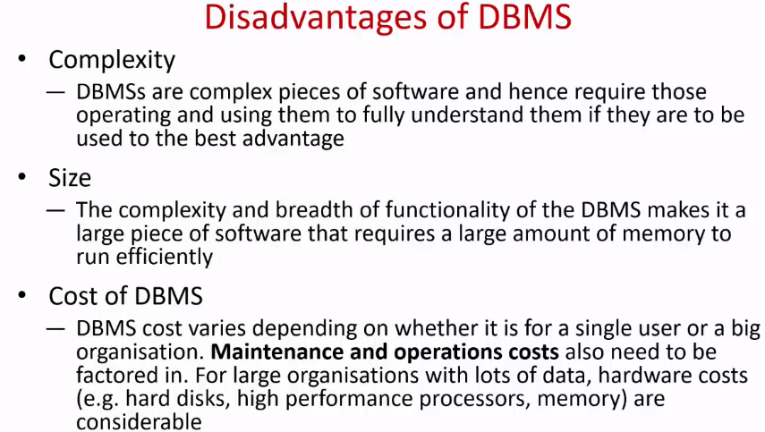 Disadvantages of DBMS
• Complexity
— DBMSs are complex pieces of software and hence require those
operating and using them to fully understand them if they are to be
used to the best advantage
• Size
— The complexity and breadth of functionality of the DBMS makes it a
large piece of software that requires a large amount of memory to
run efficiently
• Cost of DBMS
— DBMS cost varies depending on whether it is for a single user or a big
organisation. Maintenance and operations costs also need to be
factored in. For large organisations with lots of data, hardware costs
(e.g. hard disks, high performance processors, memory) are
considerable